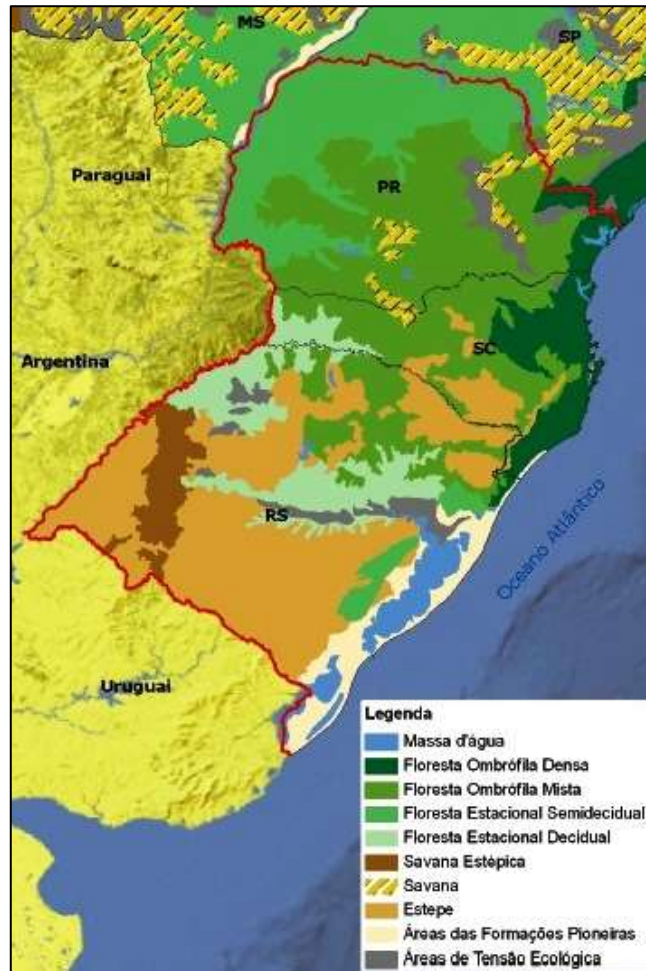 MS
SP
Paraguai
PR
Argentina
SC
RS
Oceano Atlântico
Uruguai
Legenda
Massa d'água
Floresta Ombrófila Densa
Floresta Ombrófila Mista
Floresta Estacional Semidecidual
Floresta Estacional Decidual
Savana Estépica
Savana
Estepe
Áreas das Formações Pioneiras
Áreas de Tensão Ecológica